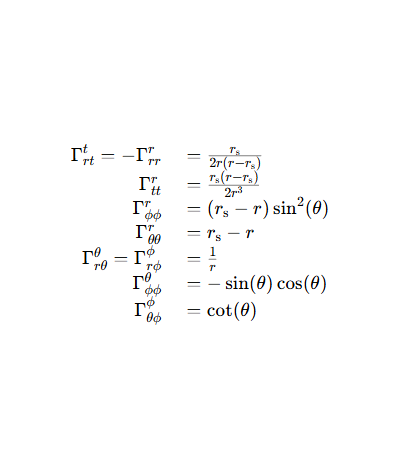 Γ^t_{rt} = −Γ^r_{rr} = r_s / 2r(r−r_s)
Γ^r_{tt} = r_s(r−r_s) / 2r^3
Γ^r_{ϕϕ} = (r_s − r) sin^2(θ)
Γ^r_{θθ} = r_s − r
Γ^θ_{rθ} = Γ^ϕ_{rϕ} = 1/r
Γ^θ_{ϕϕ} = − sin(θ) cos(θ)
Γ^ϕ_{θϕ} = cot(θ)